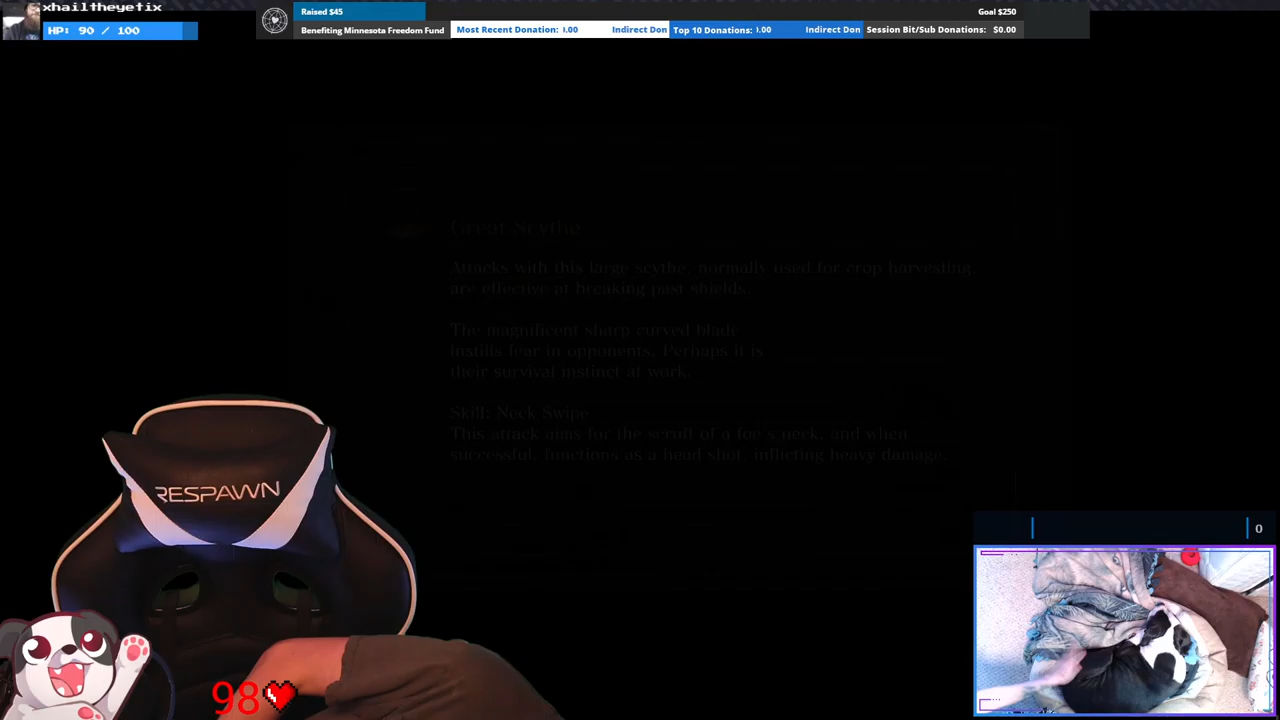 xhailtheyetix
HP: 90 / 100
Raised $45
Goal $250
Benefiting Minnesota Freedom Fund
Most Recent Donation: ).00 Indirect Don
Top 10 Donations: ).00 Indirect Don
Session Bit/Sub Donations: $0.00
Great Scythe
Attacks with this large scythe, normally used for crop harvesting,
are effective at breaking past shields.
The magnificent sharp curved blade
instills fear in opponents. Perhaps it is
their survival instinct at work.
Skill: Neck Swipe
This attack aims for the scruff of a foe's neck, and when
successful, functions as a head shot, inflicting heavy damage.
RESPAWN
98
0